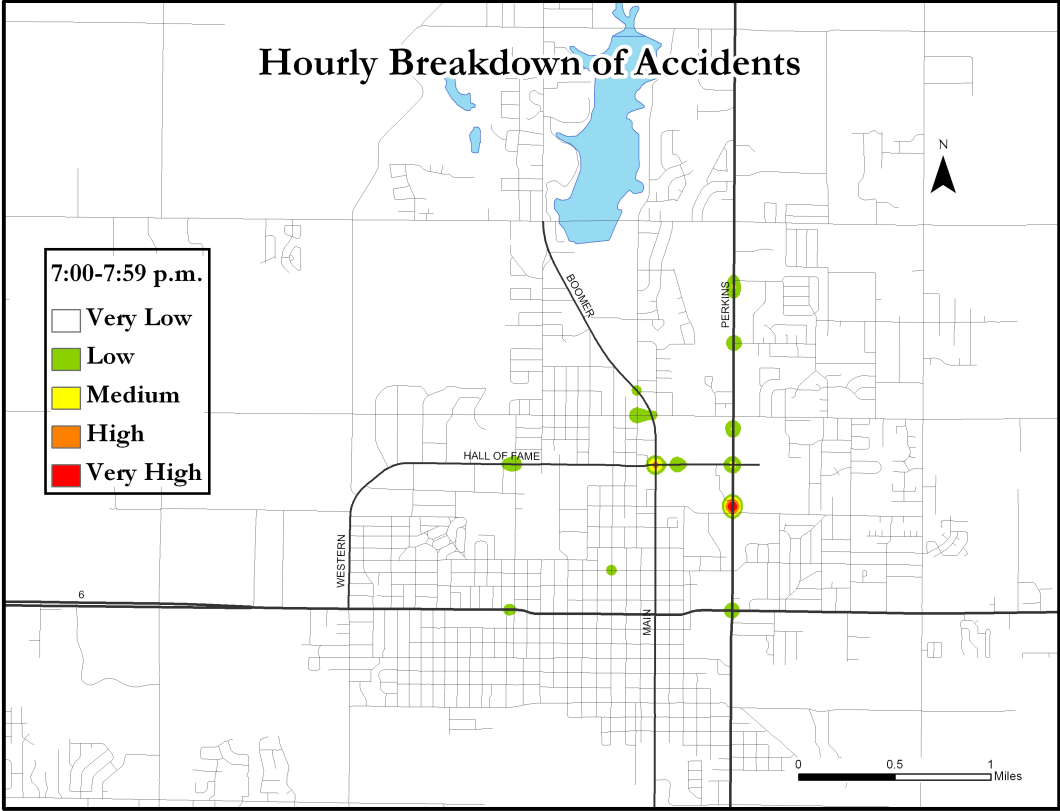 Hourly Breakdown of Accidents
N
7:00-7:59 p.m.
Very Low
Low
Medium
High
Very High
BOOMER
PERKINS
HALL OF FAME
WESTERN
6
MAIN
0 0.5 1
Miles